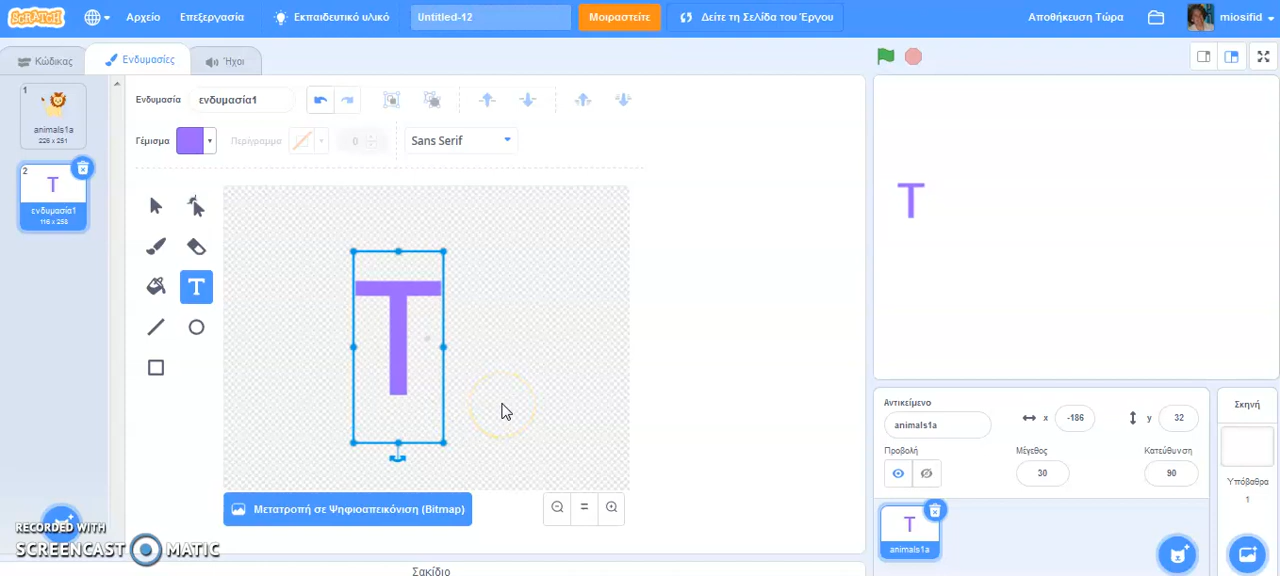 SCRATCH
Αρχείο
Επεξεργασία
Εκπαιδευτικό υλικό
Untitled-12
Μοιραστείτε
Δείτε τη Σελίδα του Έργου
Αποθήκευση Τώρα
miosifid
Κώδικας
Ενδυμασίες
Ήχοι
1
animals1a
226 x 251
2
T
ενδυμασία1
116 x 258
Ενδυμασία
ενδυμασία1
Γέμισμα
Περίγραμμα
0
Sans Serif
T
T
Μετατροπή σε Ψηφιοαπεικόνιση (Bitmap)
T
Αντικείμενο
animals1a
x
-186
y
32
Προβολή
Μέγεθος
30
Κατεύθυνση
90
T
animals1a
Σκηνή
Υπόβαθρα
1
Σακίδιο
RECORDED WITH
SCREENCAST MATIC